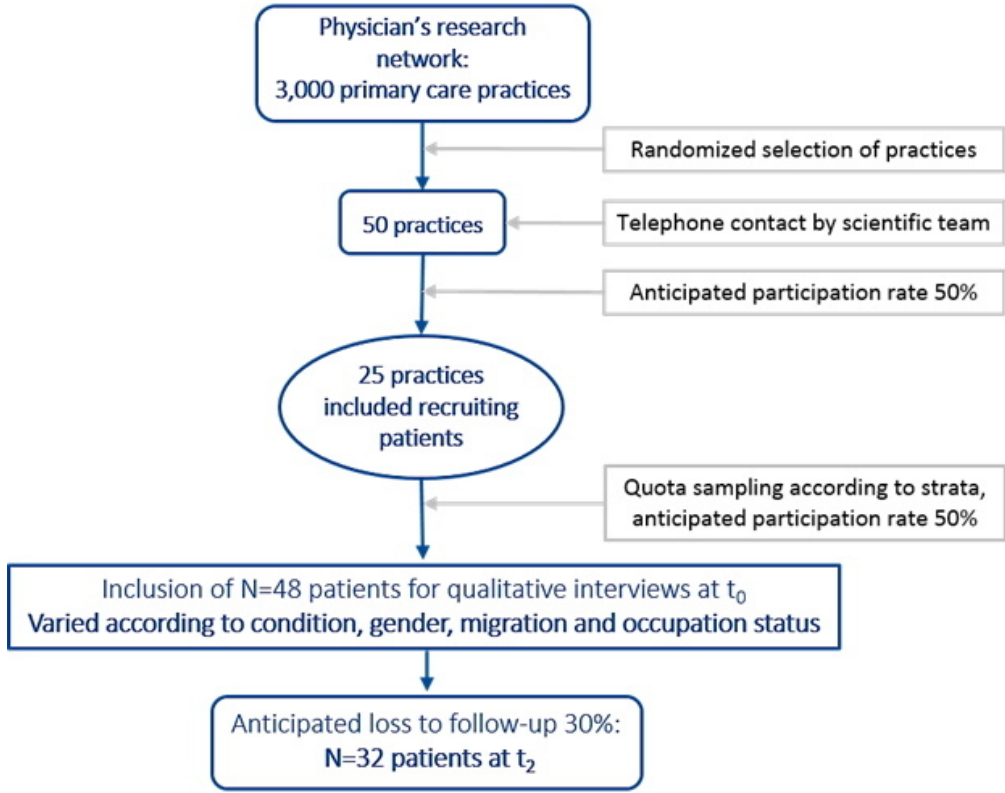 Physician's research
network:
3,000 primary care practices
Randomized selection of practices
50 practices
Telephone contact by scientific team
Anticipated participation rate 50%
25 practices
included recruiting
patients
Quota sampling according to strata,
anticipated participation rate 50%
Inclusion of N=48 patients for qualitative interviews at t₀
Varied according to condition, gender, migration and occupation status
Anticipated loss to follow-up 30%:
N=32 patients at t₂